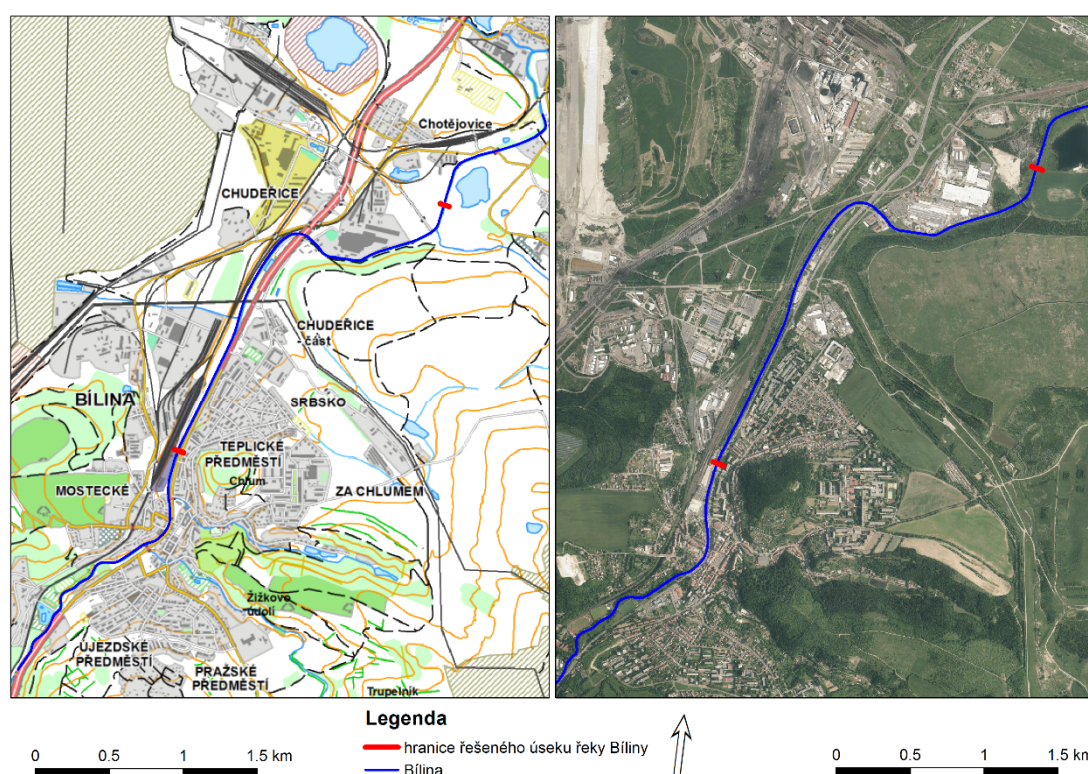 Chotějovice
CHUDEŘICE
CHUDEŘICE
- část
BÍLINA
SRBSKO
TEPLICKÉ
PŘEDMĚSTÍ
Chlum
MOSTECKÉ
ZA CHLUMEM
Žižkovo
údolí
ÚJEZDSKÉ
PŘEDMĚSTÍ
PRAŽSKÉ
PŘEDMĚSTÍ
Trupelník
Legenda
hranice řešeného úseku řeky Bíliny
Bílina
0 0.5 1 1.5 km
0 0.5 1 1.5 km